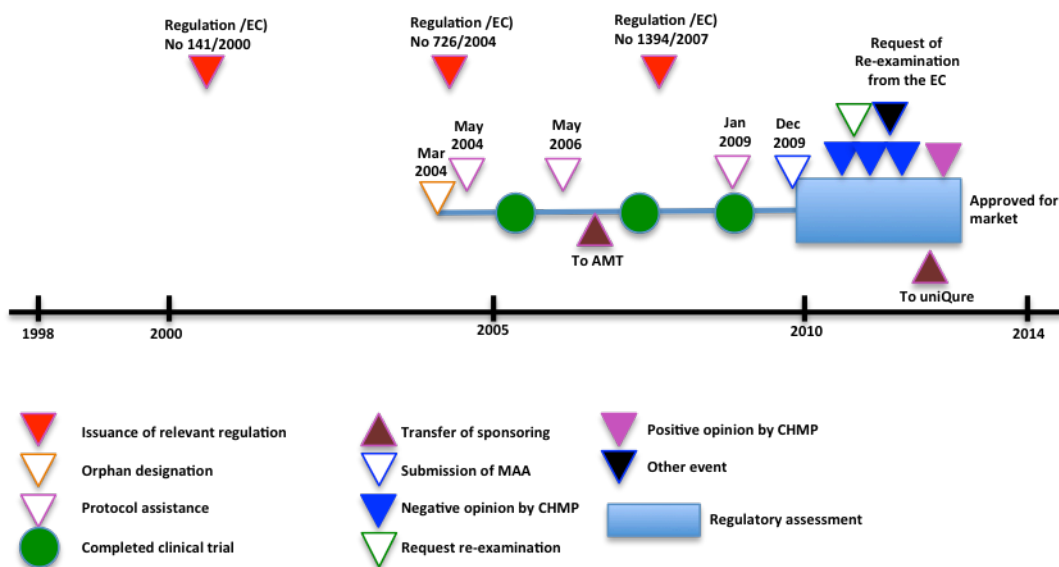 Regulation /EC)
No 141/2000
Regulation /EC)
No 726/2004
Regulation /EC)
No 1394/2007
Request of
Re-examination
from the EC
Mar
2004
May
2004
May
2006
Jan
2009
Dec
2009
Approved for
market
To AMT
To uniQure
1998
2000
2005
2010
2014
Issuance of relevant regulation
Orphan designation
Protocol assistance
Completed clinical trial
Transfer of sponsoring
Submission of MAA
Negative opinion by CHMP
Request re-examination
Positive opinion by CHMP
Other event
Regulatory assessment